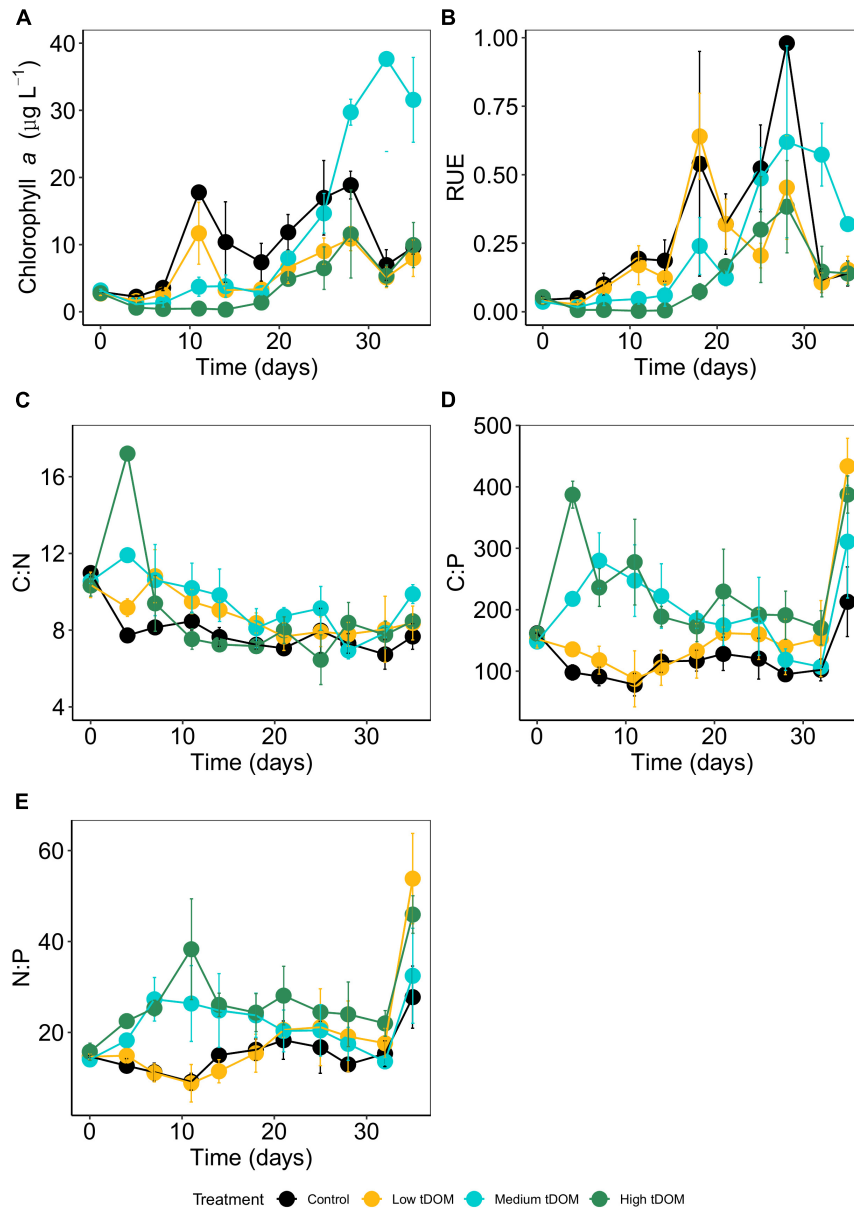 A
Chlorophyll a (μg L⁻¹)
40
30
20
10
0
0 10 20 30
Time (days)
B
RUE
1.00
0.75
0.50
0.25
0.00
0 10 20 30
Time (days)
C
C:N
16
12
8
4
0 10 20 30
Time (days)
D
C:P
500
400
300
200
100
0 10 20 30
Time (days)
E
N:P
60
40
20
0 10 20 30
Time (days)
Treatment Control Low tDOM Medium tDOM High tDOM